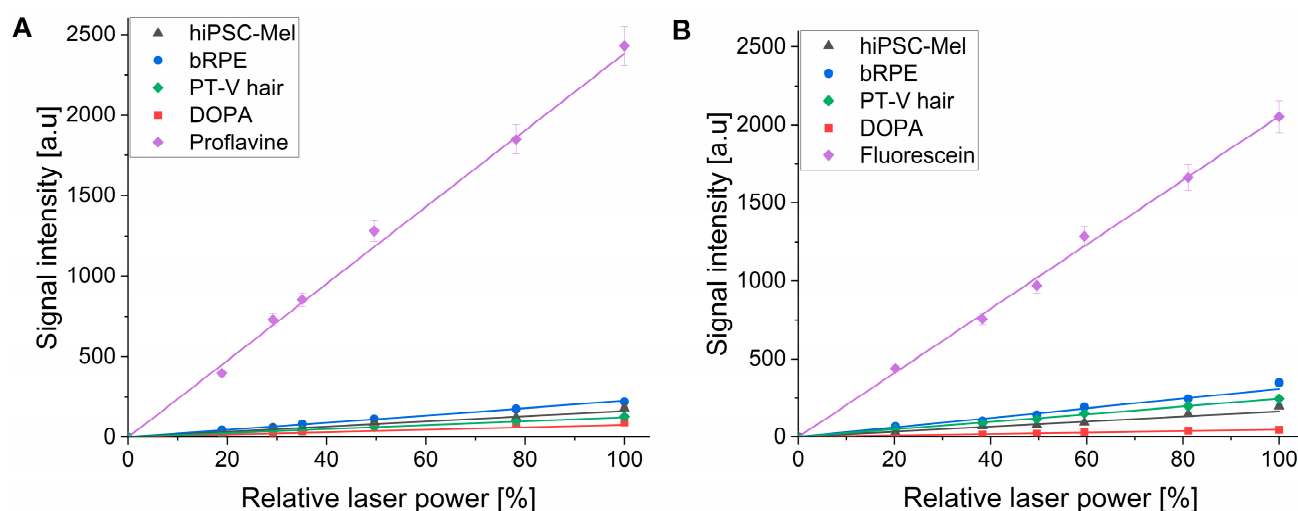 A
Signal intensity [a.u]
2500
2000
1500
1000
500
0
0 20 40 60 80 100
Relative laser power [%]
hiPSC-Mel
bRPE
PT-V hair
DOPA
Proflavine
B
Signal intensity [a.u]
2500
2000
1500
1000
500
0
0 20 40 60 80 100
Relative laser power [%]
hiPSC-Mel
bRPE
PT-V hair
DOPA
Fluorescein